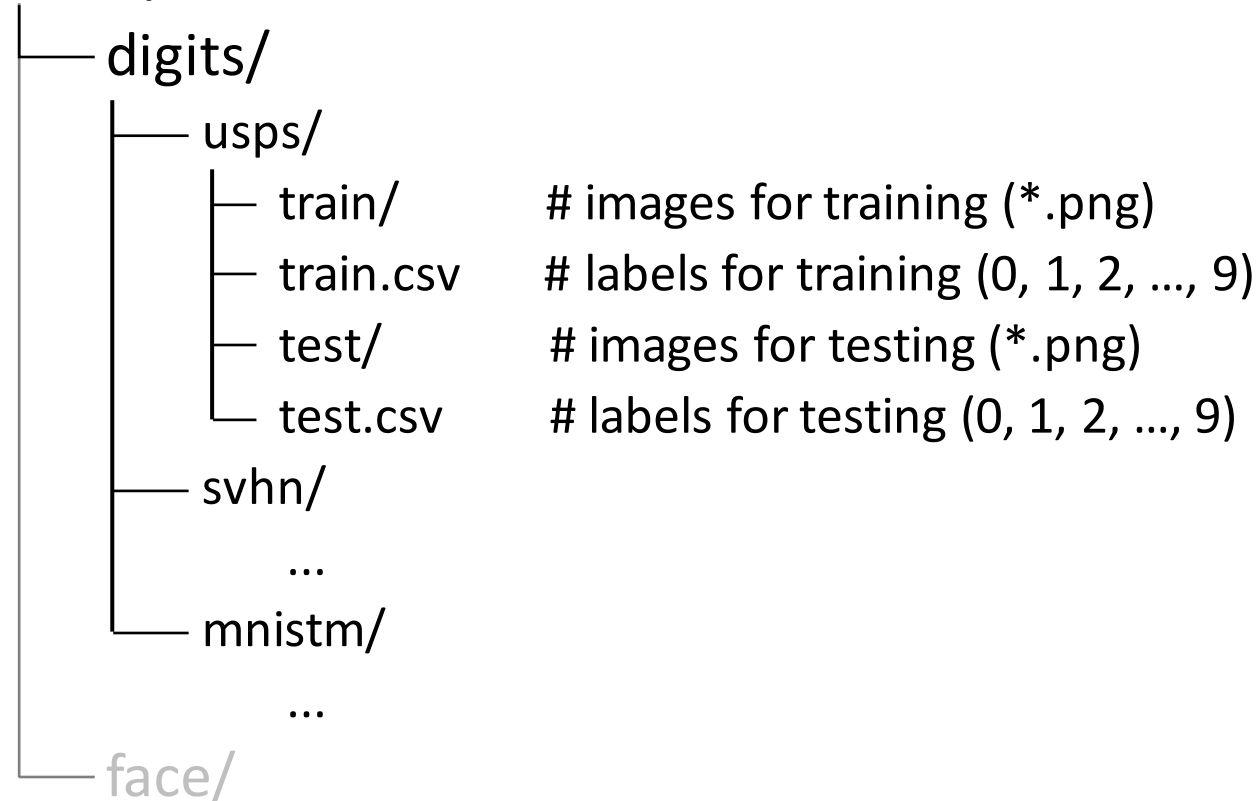 digits/
usps/
train/ # images for training (*.png)
train.csv # labels for training (0, 1, 2, …, 9)
test/ # images for testing (*.png)
test.csv # labels for testing (0, 1, 2, …, 9)
svhn/
...
mnistm/
...
face/